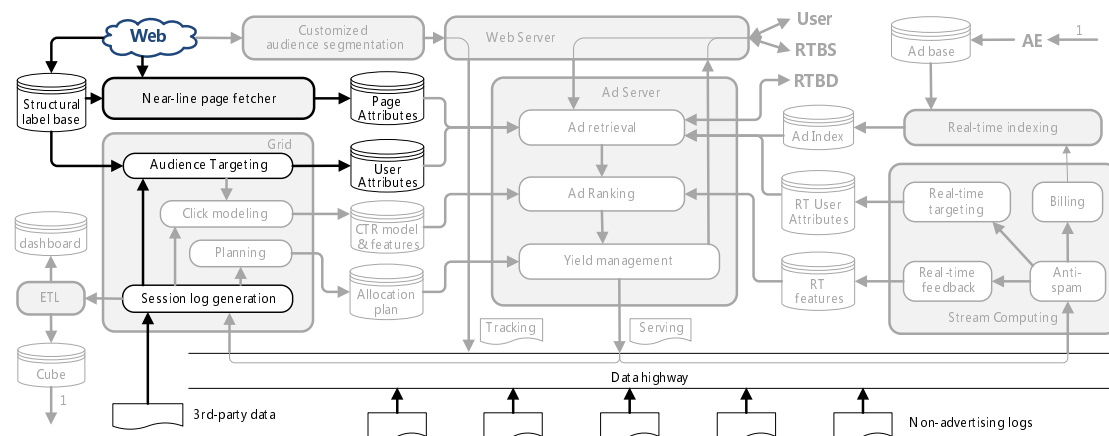 Web
Customized
audience segmentation
Web Server
User
RTBS
RTBD
Ad base
AE
1
Structural
label base
Near-line page fetcher
Page
Attributes
Ad Server
Ad retrieval
Ad Index
Real-time indexing
Grid
Audience Targeting
User
Attributes
Click modeling
CTR model
& features
Ad Ranking
RT User
Attributes
Real-time
targeting
Billing
dashboard
Planning
Allocation
plan
Yield management
RT
features
Real-time
feedback
Anti-
spam
Stream Computing
ETL
Session log generation
Tracking
Serving
Cube
1
Data highway
3rd-party data
Non-advertising logs